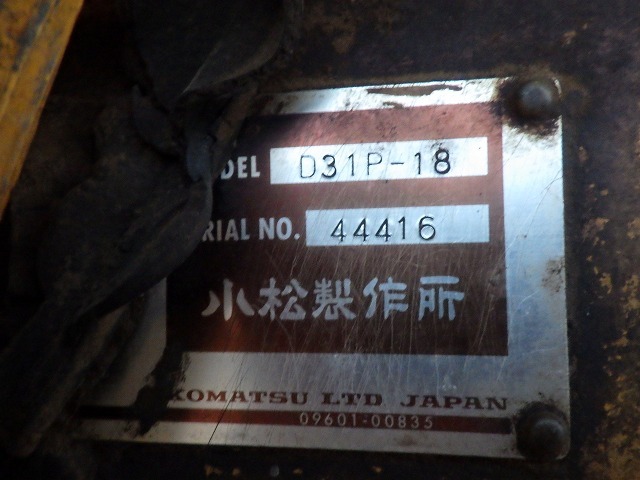 DEL D31P-18
RIAL NO. 44416
小松製作所
KOMATSU LTD JAPAN
09601-00835